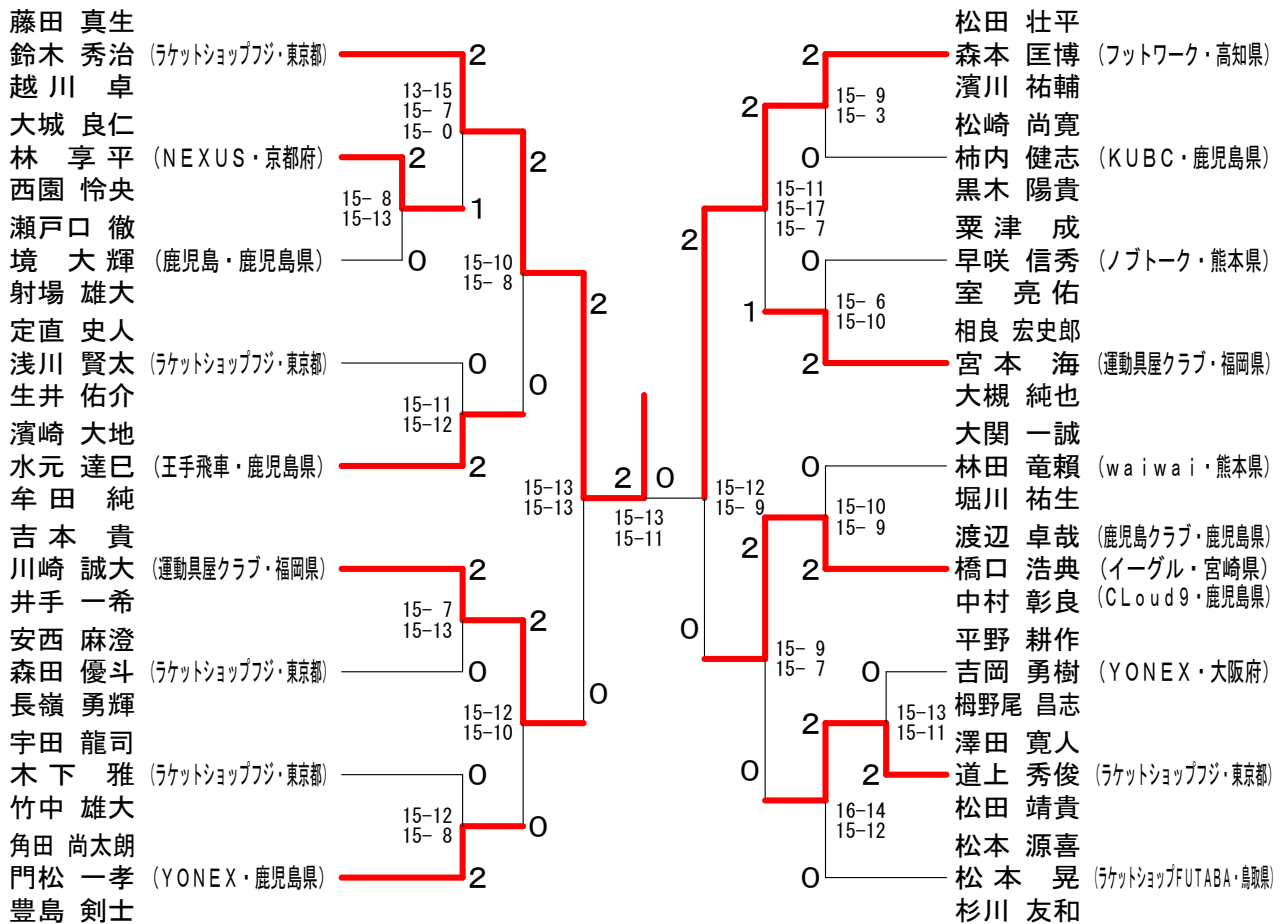 藤田 真生
鈴木 秀治 (ラケットショップフジ・東京都)
越川 卓
大城 良仁
林 享平 (NEXUS・京都府)
西園 怜央
瀬戸口 徹
境 大輝 (鹿児島・鹿児島県)
射場 雄大
定直 史人
浅川 賢太 (ラケットショップフジ・東京都)
生井 佑介
濱崎 大地
水元 達巳 (王手飛車・鹿児島県)
牟田 純
吉本 貴
川崎 誠大 (運動具屋クラブ・福岡県)
井手 一希
安西 麻澄
森田 優斗 (ラケットショップフジ・東京都)
長嶺 勇輝
宇田 龍司
木下 雅 (ラケットショップフジ・東京都)
竹中 雄大
角田 尚太朗
門松 一孝 (YONEX・鹿児島県)
豊島 剣士
2
13-15
15- 7
15- 0
2
15- 8
15-13
1
0
2
15-10
15- 8
0
15-11
15-12
2
0
2
15-13
15-13
2
15- 7
15-13
0
2
15-12
15-10
0
15-12
15- 8
2
0
0
2 0
15-13
15-11
2
15- 9
15- 3
0
2
15-11
15-17
15- 7
0
15- 6
15-10
2
1
2
15-12
15- 9
0
15-10
15- 9
2
2
15- 9
15- 7
0
0
15-13
15-11
2
2
16-14
15-12
0
0
松田 壮平
森本 匡博 (フットワーク・高知県)
濱川 祐輔
松崎 尚寛
柿内 健志 (KUBC・鹿児島県)
黒木 陽貴
粟津 成
早咲 信秀 (ノブトーク・熊本県)
室 亮佑
相良 宏史郎
宮本 海 (運動具屋クラブ・福岡県)
大槻 純也
大関 一誠
林田 竜頼 (waiwai・熊本県)
堀川 祐生
渡辺 卓哉 (鹿児島クラブ・鹿児島県)
橋口 浩典 (イーグル・宮崎県)
中村 彰良 (CLoud9・鹿児島県)
平野 耕作
吉岡 勇樹 (YONEX・大阪府)
栂野尾 昌志
澤田 寛人
道上 秀俊 (ラケットショップフジ・東京都)
松田 靖貴
松本 源喜
松本 晃 (ラケットショップFUTABA・鳥取県)
杉川 友和